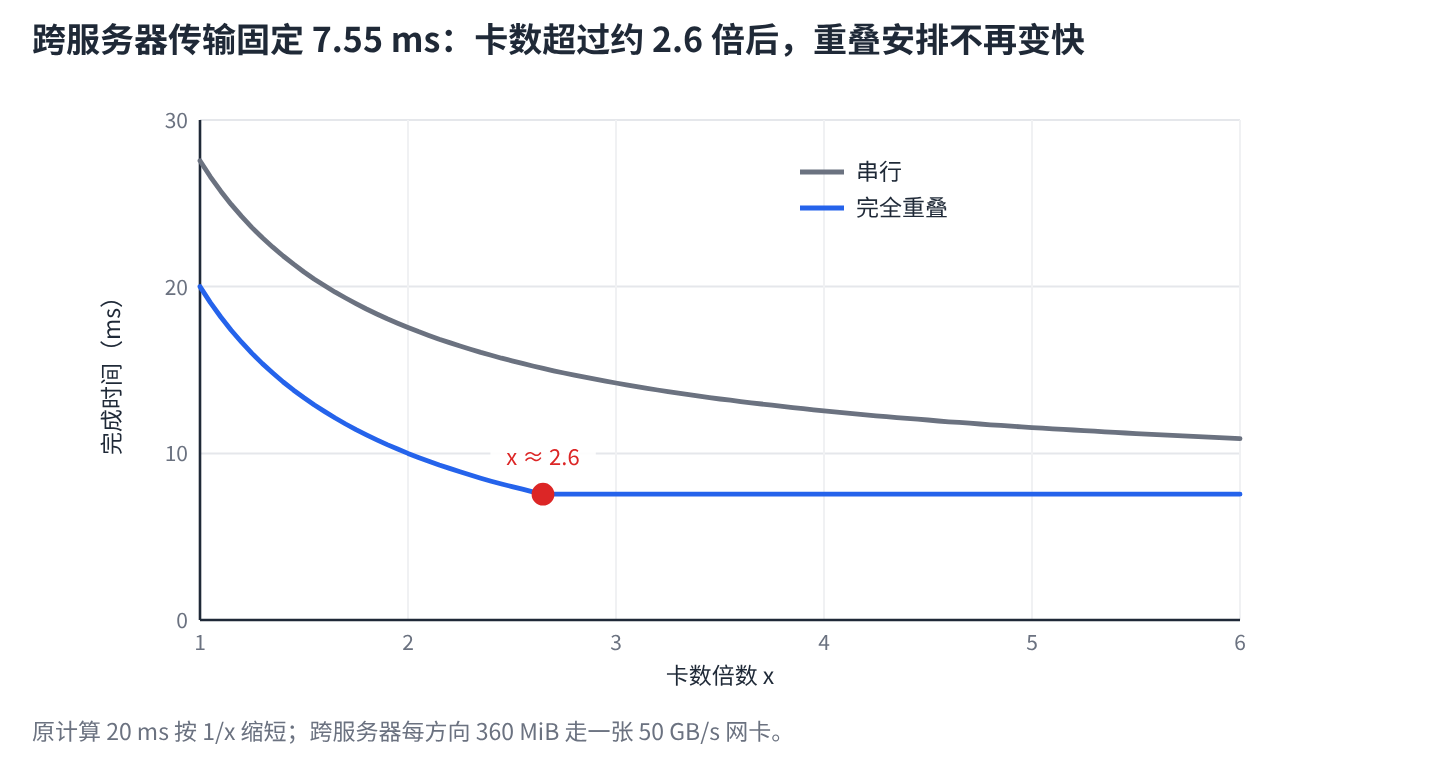 跨服务器传输固定 7.55 ms：卡数超过约 2.6 倍后，重叠安排不再变快
30
串行
完全重叠
20
完成时间（ms）
10
x ≈ 2.6
0
1 2 3 4 5 6
卡数倍数 x
原计算 20 ms 按 1/x 缩短；跨服务器每方向 360 MiB 走一张 50 GB/s 网卡。